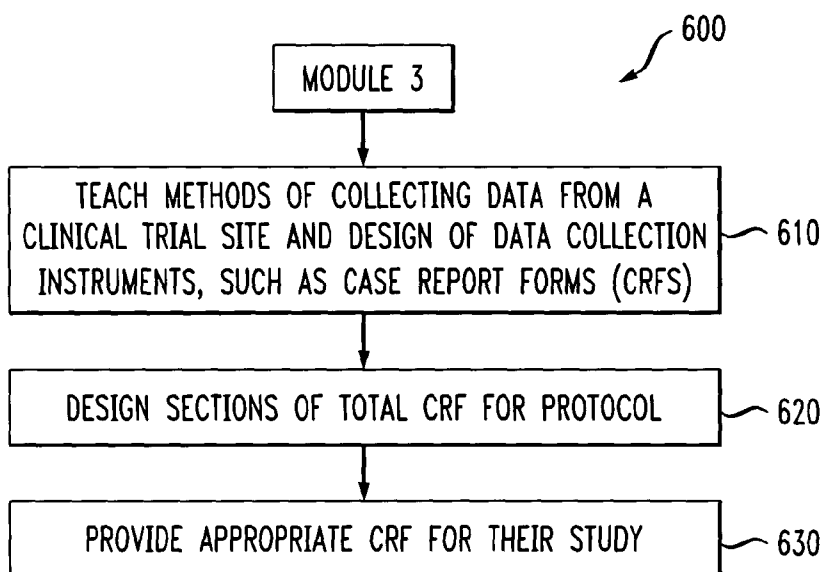 600
MODULE 3
TEACH METHODS OF COLLECTING DATA FROM A
CLINICAL TRIAL SITE AND DESIGN OF DATA COLLECTION
INSTRUMENTS, SUCH AS CASE REPORT FORMS (CRFS)
610
DESIGN SECTIONS OF TOTAL CRF FOR PROTOCOL
620
PROVIDE APPROPRIATE CRF FOR THEIR STUDY
630